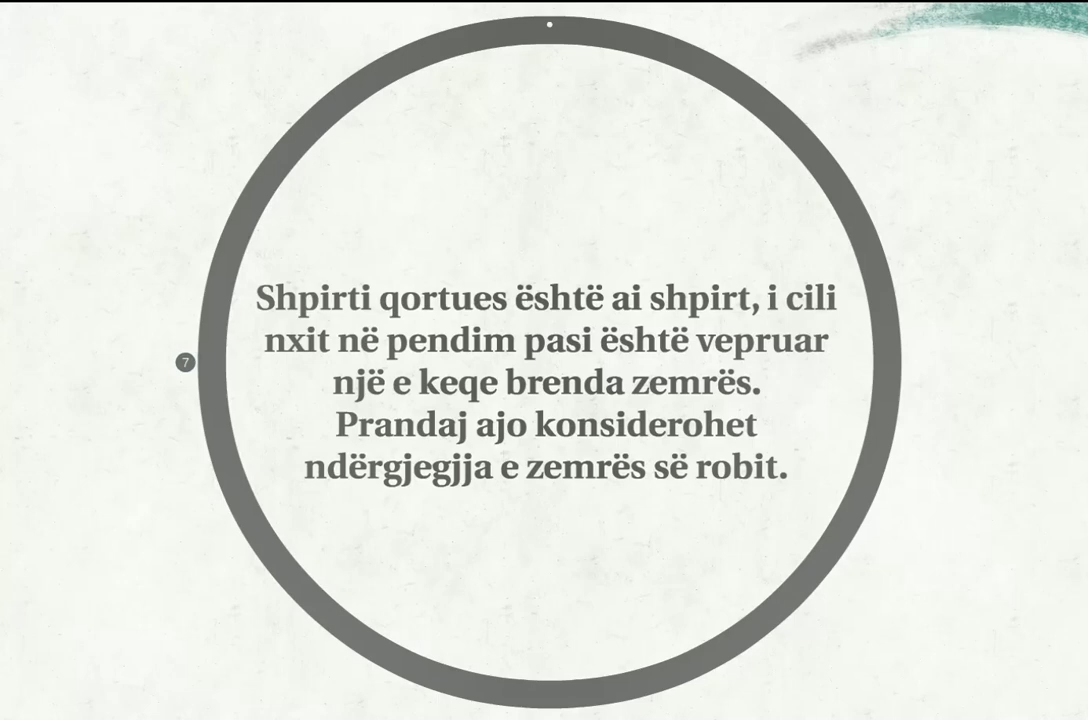 Shpirti qortues është ai shpirt, i cili
nxit në pendim pasi është vepruar
një e keqe brenda zemrës.
Prandaj ajo konsiderohet
ndërgjegjja e zemrës së robit.
7